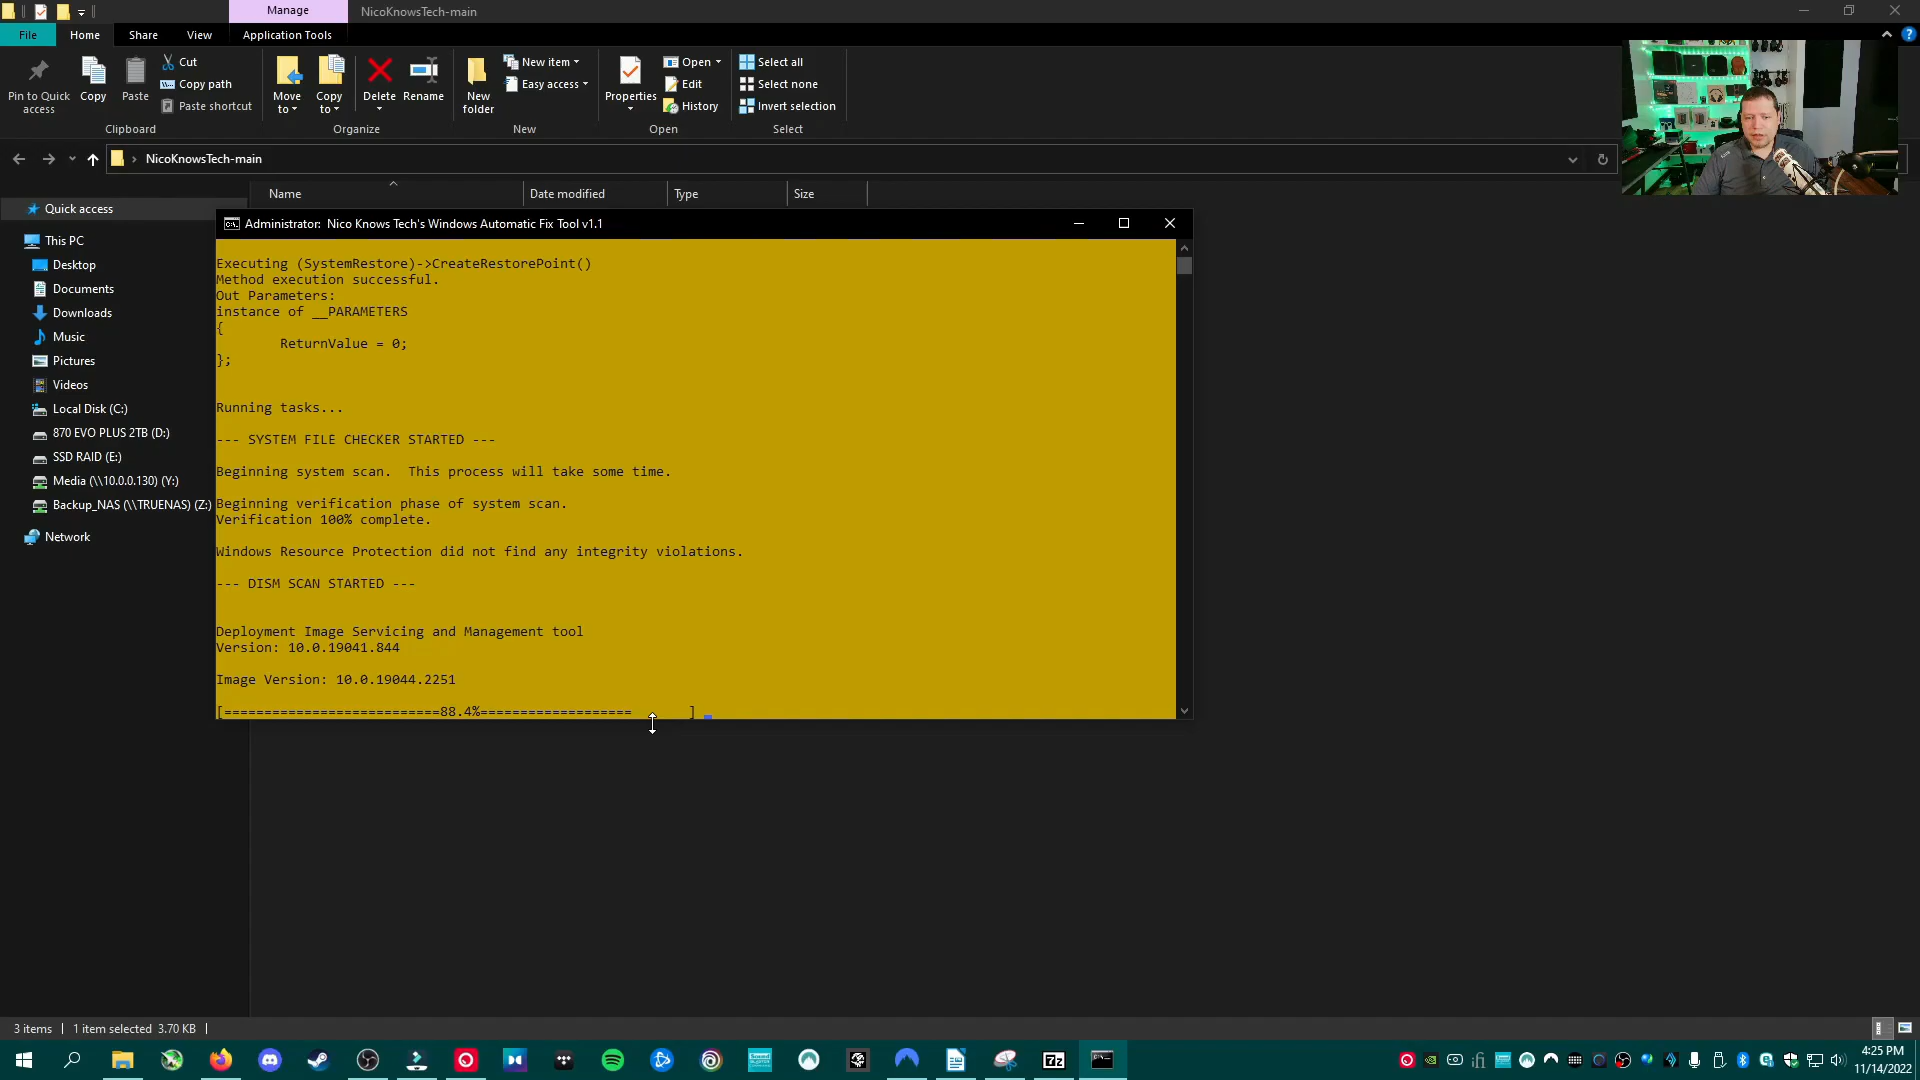 Manage
NicoKnowsTech-main
File
Home
Share
View
Application Tools
Pin to Quick access
Copy
Paste
Cut
Copy path
Paste shortcut
Clipboard
Move to
Copy to
Delete
Rename
Organize
New folder
New item
Easy access
New
Properties
Open
Edit
History
Open
Select all
Select none
Invert selection
Select
NicoKnowsTech-main
Name
Date modified
Type
Size
Quick access
This PC
Desktop
Documents
Downloads
Music
Pictures
Videos
Local Disk (C:)
870 EVO PLUS 2TB (D:)
SSD RAID (E:)
Media (\\10.0.0.130) (Y:)
Backup_NAS (\\TRUENAS) (Z:)
Network
Administrator:  Nico Knows Tech's Windows Automatic Fix Tool v1.1
Executing (SystemRestore)->CreateRestorePoint()
Method execution successful.
Out Parameters:
instance of __PARAMETERS
{
ReturnValue = 0;
};
Running tasks...
--- SYSTEM FILE CHECKER STARTED ---
Beginning system scan.  This process will take some time.
Beginning verification phase of system scan.
Verification 100% complete.
Windows Resource Protection did not find any integrity violations.
--- DISM SCAN STARTED ---
Deployment Image Servicing and Management tool
Version: 10.0.19041.844
Image Version: 10.0.19044.2251
[===========================88.4%===================       ]
3 items
1 item selected  3.70 KB
7z
4:25 PM
11/14/2022